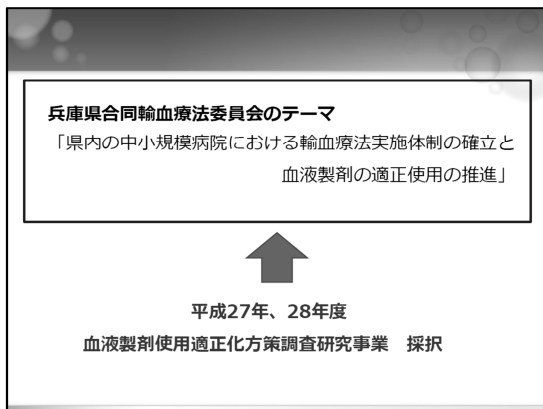 兵庫県合同輸血療法委員会のテーマ
「県内の中小規模病院における輸血療法実施体制の確立と
血液製剤の適正使用の推進」
平成27年、28年度
血液製剤使用適正化方策調査研究事業　採択